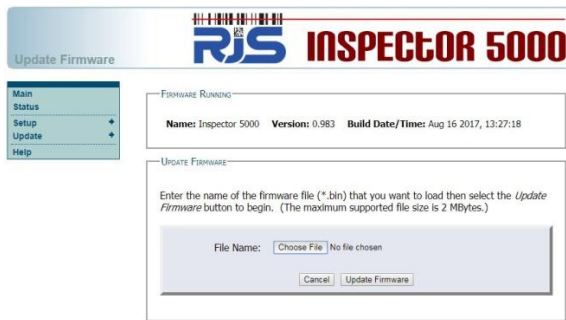 Update Firmware
RJS INSPECTOR 5000
Main
Status
Setup
Update
Help
FIRMWARE RUNNING
Name: Inspector 5000 Version: 0.983 Build Date/Time: Aug 16 2017, 13:27:18
UPDATE FIRMWARE
Enter the name of the firmware file (*.bin) that you want to load then select the Update
Firmware button to begin. (The maximum supported file size is 2 MBytes.)
File Name: Choose File No file chosen
Cancel Update Firmware